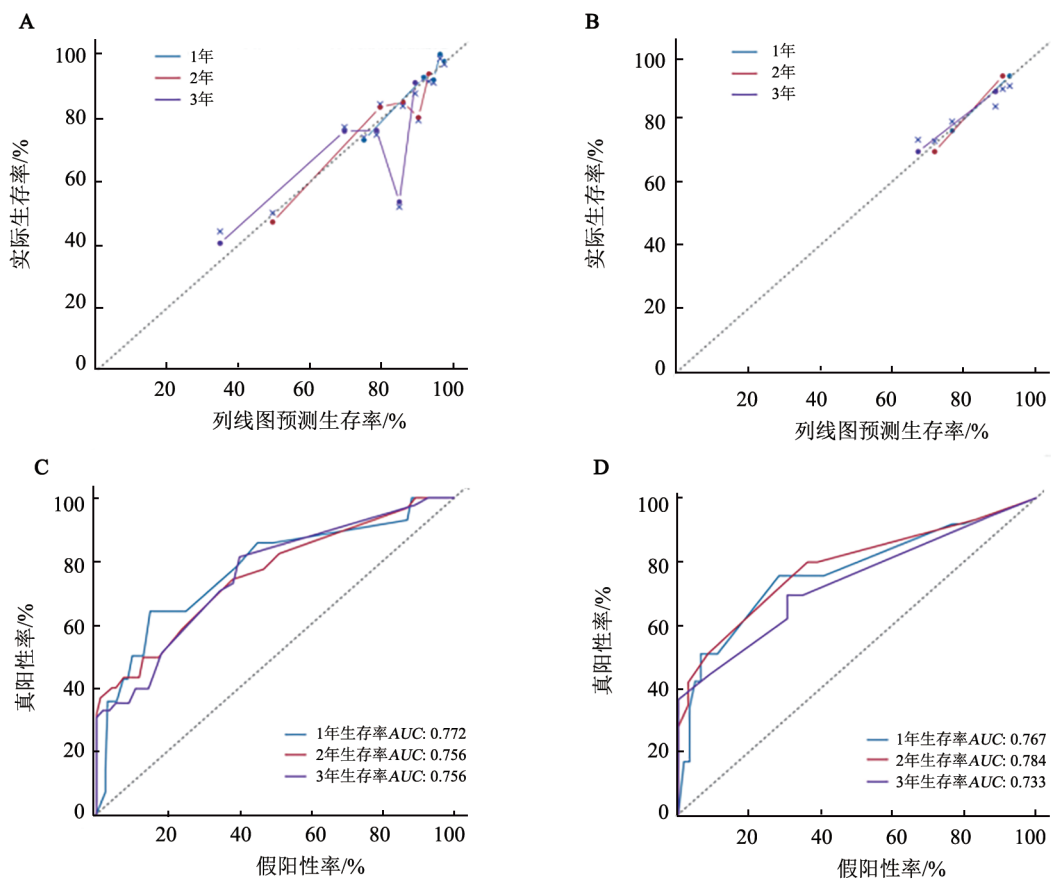 A
100
80
60
40
20
0
20 40 60 80 100
实际生存率/%
列线图预测生存率/%
1年
2年
3年
B
100
80
60
40
20
0
20 40 60 80 100
实际生存率/%
列线图预测生存率/%
1年
2年
3年
C
100
80
60
40
20
0
20 40 60 80 100
真阳性率/%
假阳性率/%
1年生存率AUC: 0.772
2年生存率AUC: 0.756
3年生存率AUC: 0.756
D
100
80
60
40
20
0
20 40 60 80 100
真阳性率/%
假阳性率/%
1年生存率AUC: 0.767
2年生存率AUC: 0.784
3年生存率AUC: 0.733